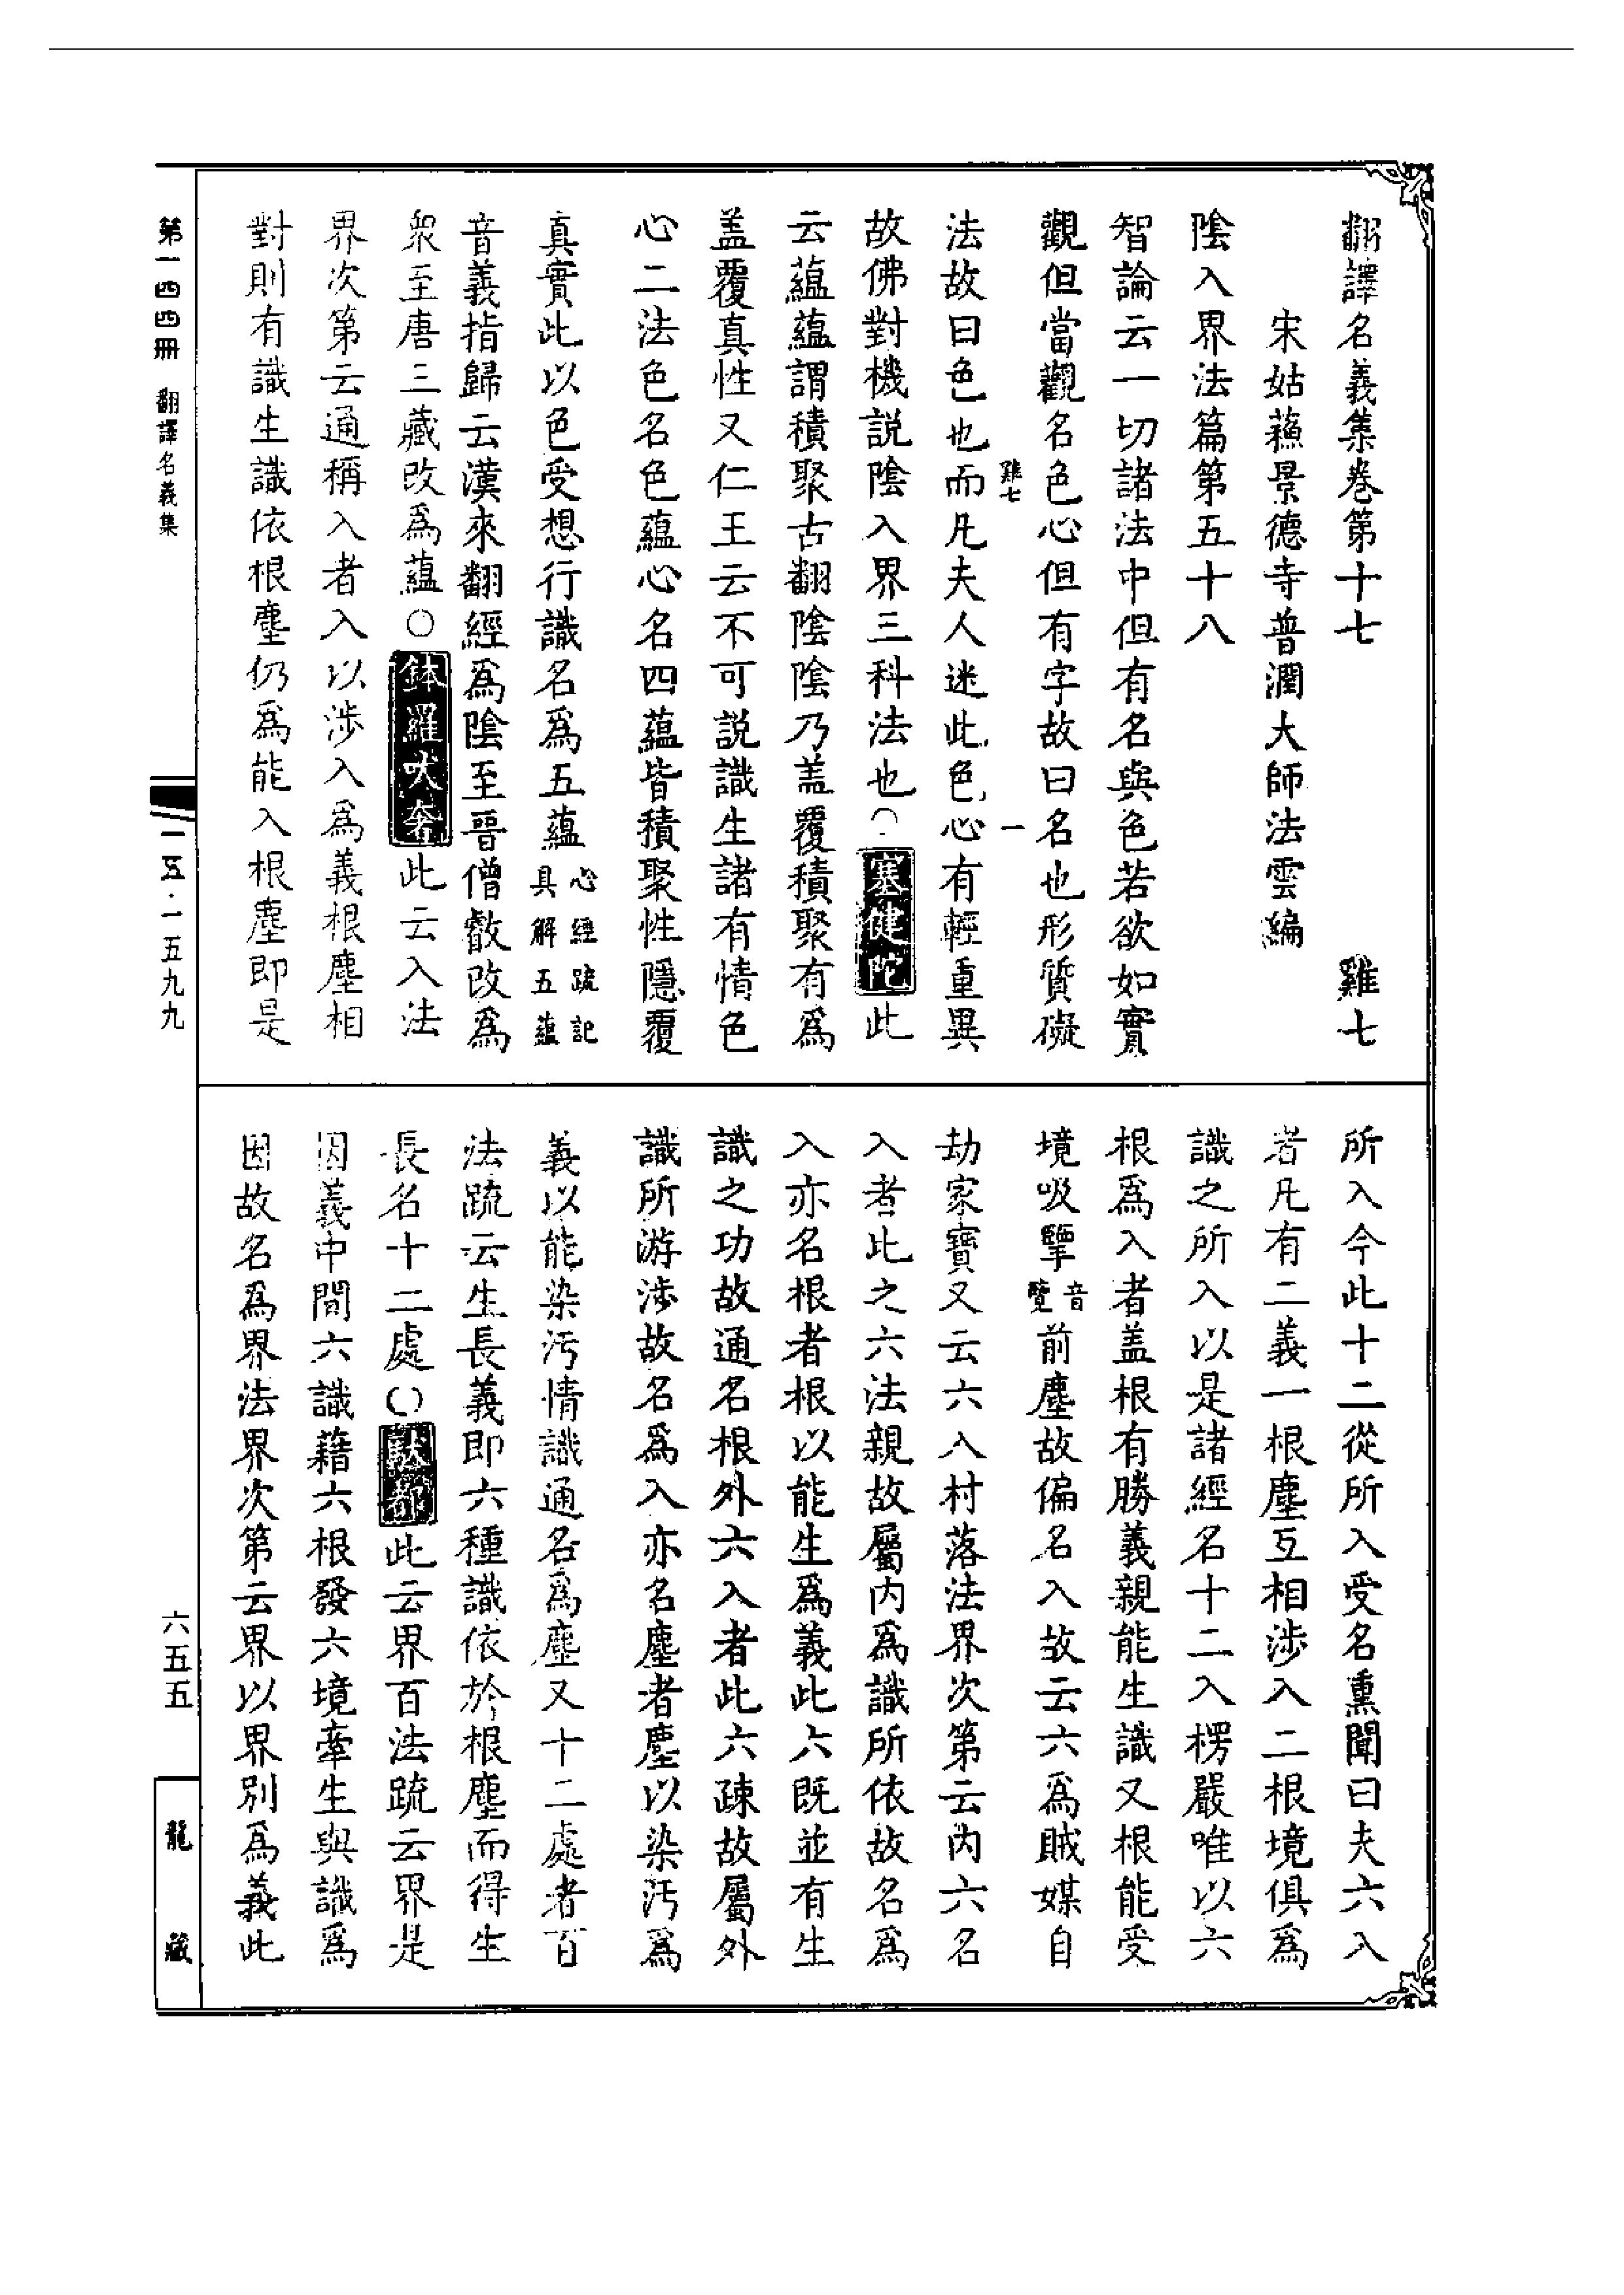 翻譯名義集卷第十七　雞七
宋姑蘓景德寺普潤大師法雲編
陰入界法篇第五十八
智論云一切諸法中但有名與色若欲如實
觀但當觀名色心但有字故曰名也形質礙
雞七　一
法故曰色也而凡夫人迷此色心有輕重異
故佛對機説陰入界三科法也○塞健陀此
云蘊蘊謂積聚古翻陰陰乃盖覆積聚有爲
盖覆真性又仁王云不可説識生諸有情色
心二法色名色蘊心名四蘊皆積聚性隱覆
真實此以色受想行識名爲五蘊心經疏記具解五蘊
音義指歸云漢來翻經爲陰至晉僧叡改爲
衆至唐三藏改爲蘊○鉢羅吠奢此云入法
界次第云通稱入者入以涉入爲義根塵相
對則有識生識依根塵仍爲能入根塵即是
所入今此十二從所入受名熏聞曰夫六入
者凡有二義一根塵互相涉入二根境俱爲
識之所入以是諸經名十二入楞嚴唯以六
根爲入者盖根有勝義親能生識又根能受
境吸擥音覽前塵故偏名入故云六爲賊媒自
劫家寶又云六入村落法界次第云內六名
入者此之六法親故屬内爲識所依故名爲
入亦名根者根以能生爲義此六既並有生
識之功故通名根外六入者此六疎故屬外
識所游涉故名爲入亦名塵者塵以染污爲
義以能染污情識通名爲塵又十二處者百
法疏云生長義即六種識依於根塵而得生
長名十二處○馱都此云界百法疏云界是
因義中間六識藉六根發六境牽生與識爲
因故名爲界法界次第云界以界別爲義此
第一四四冊　翻譯名義集
一五・一五九九
六五五
龍藏